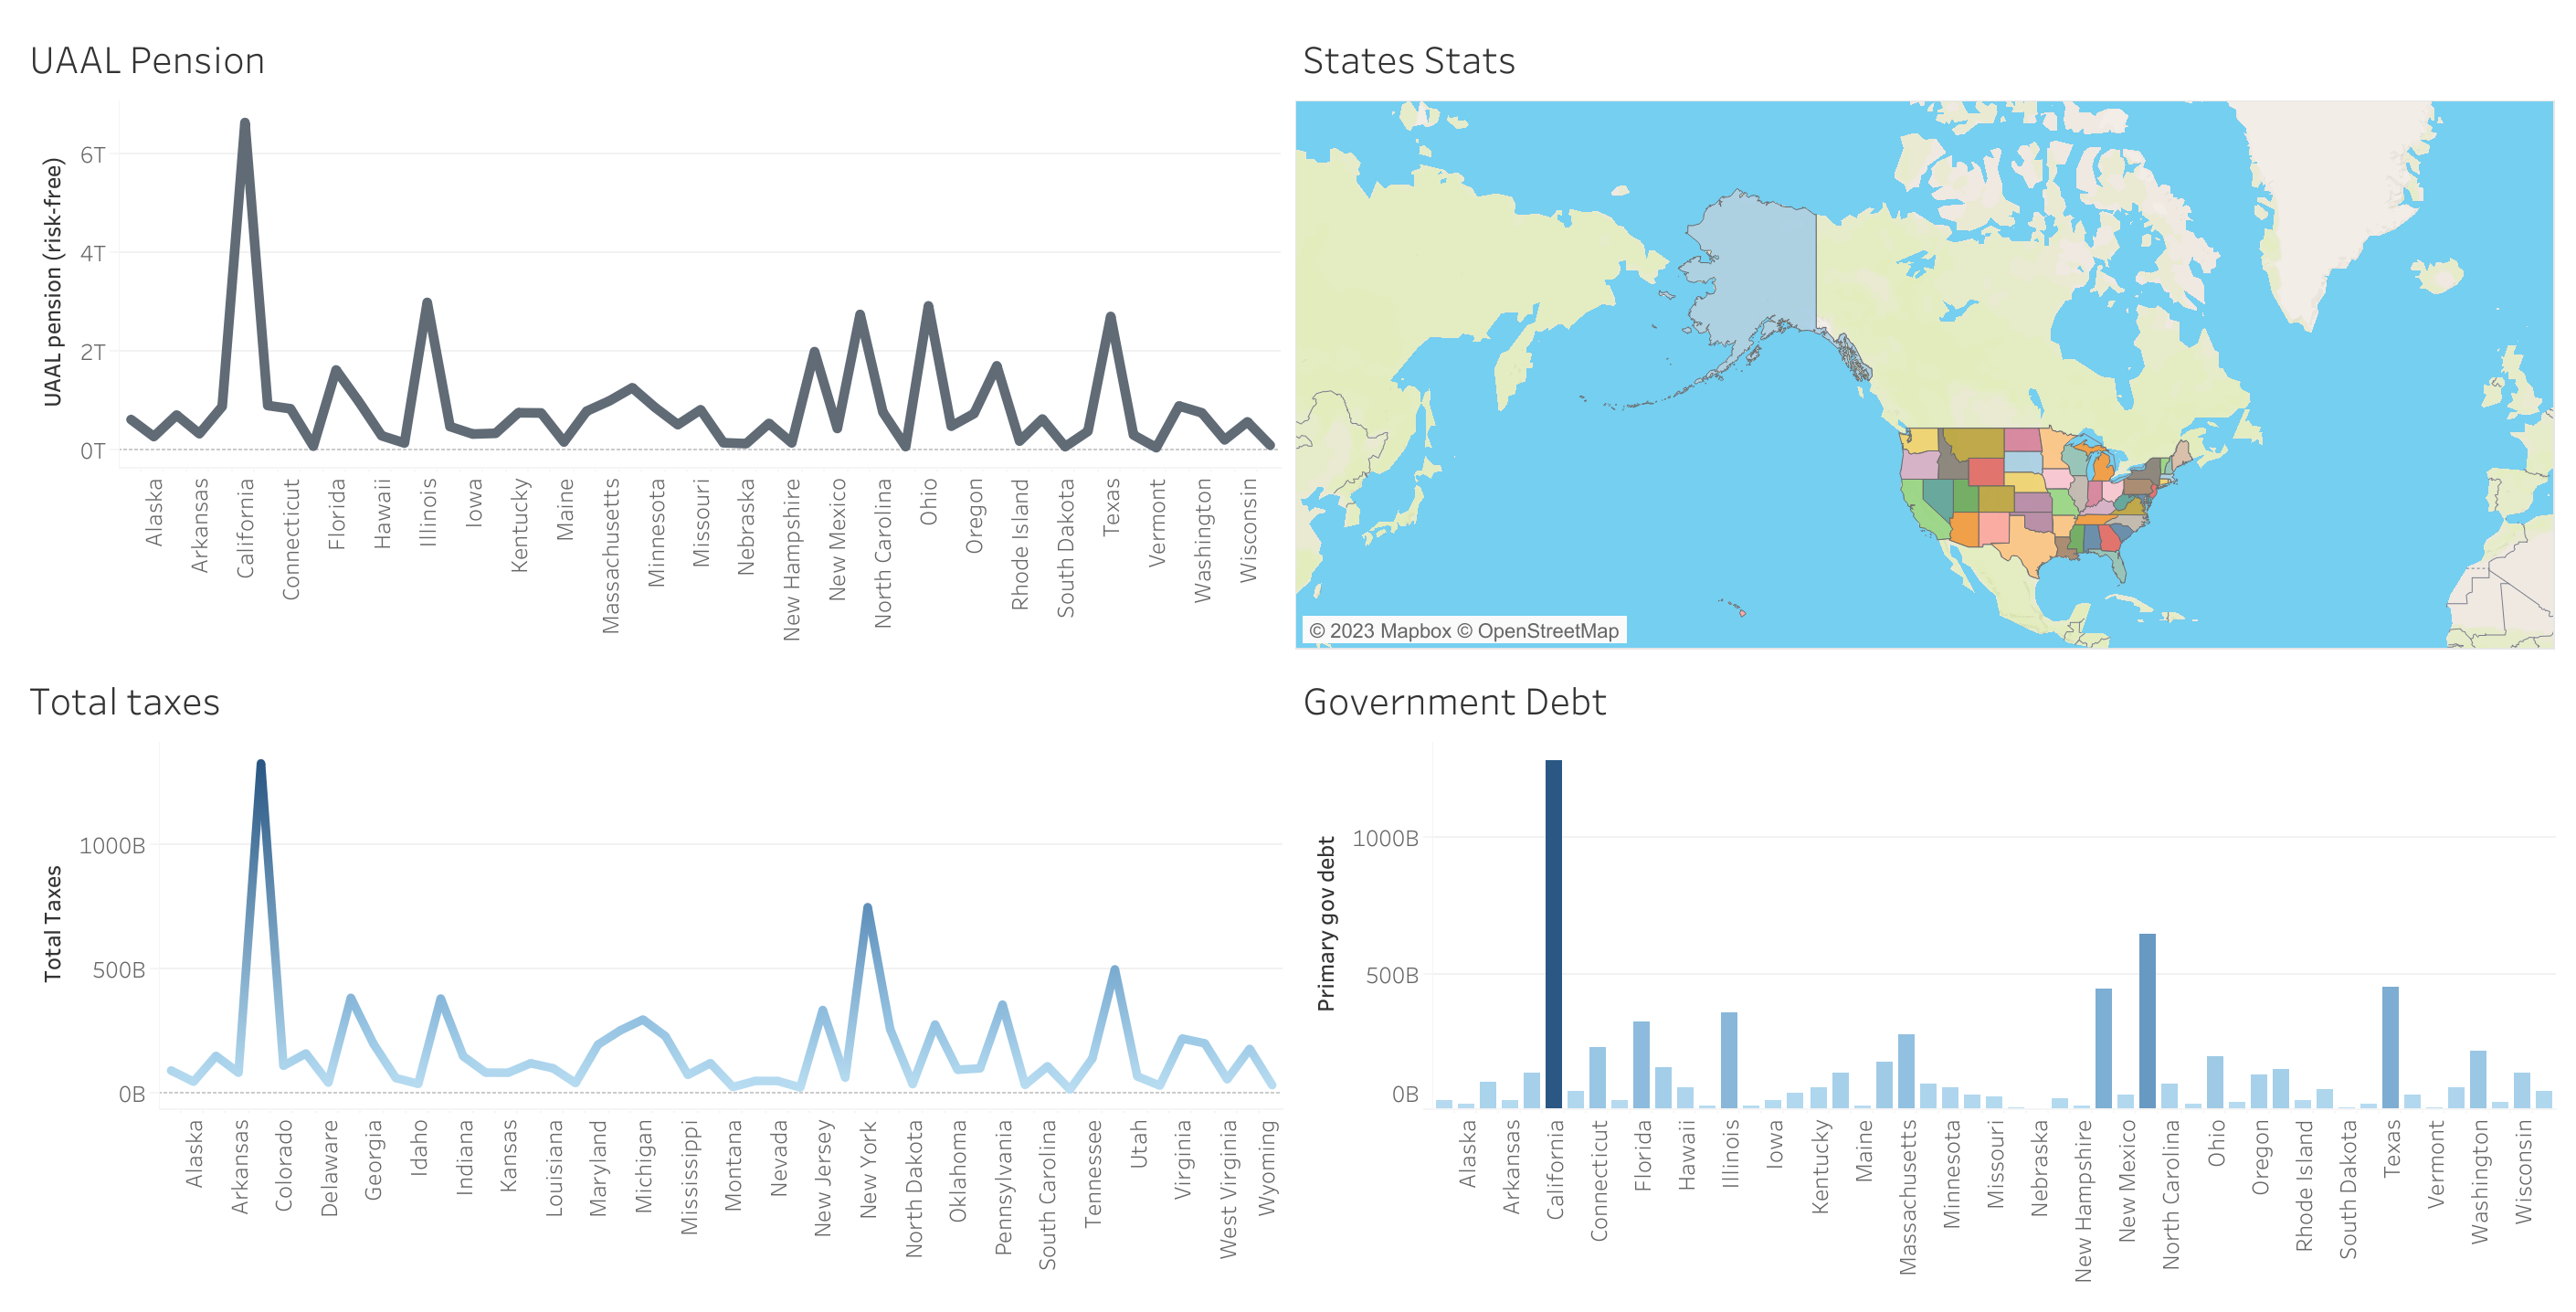 UAAL Pension
UAAL pension (risk-free)
6T
4T
2T
0T
Alaska
Arkansas
California
Connecticut
Florida
Hawaii
Illinois
Iowa
Kentucky
Maine
Massachusetts
Minnesota
Missouri
Nebraska
New Hampshire
New Mexico
North Carolina
Ohio
Oregon
Rhode Island
South Dakota
Texas
Vermont
Washington
Wisconsin
States Stats
© 2023 Mapbox © OpenStreetMap
Total taxes
Total Taxes
1000B
500B
0B
Alaska
Arkansas
Colorado
Delaware
Georgia
Idaho
Indiana
Kansas
Louisiana
Maryland
Michigan
Mississippi
Montana
Nevada
New Jersey
New York
North Dakota
Oklahoma
Pennsylvania
South Carolina
Tennessee
Utah
Virginia
West Virginia
Wyoming
Government Debt
Primary gov debt
1000B
500B
0B
Alaska
Arkansas
California
Connecticut
Florida
Hawaii
Illinois
Iowa
Kentucky
Maine
Massachusetts
Minnesota
Missouri
Nebraska
New Hampshire
New Mexico
North Carolina
Ohio
Oregon
Rhode Island
South Dakota
Texas
Vermont
Washington
Wisconsin